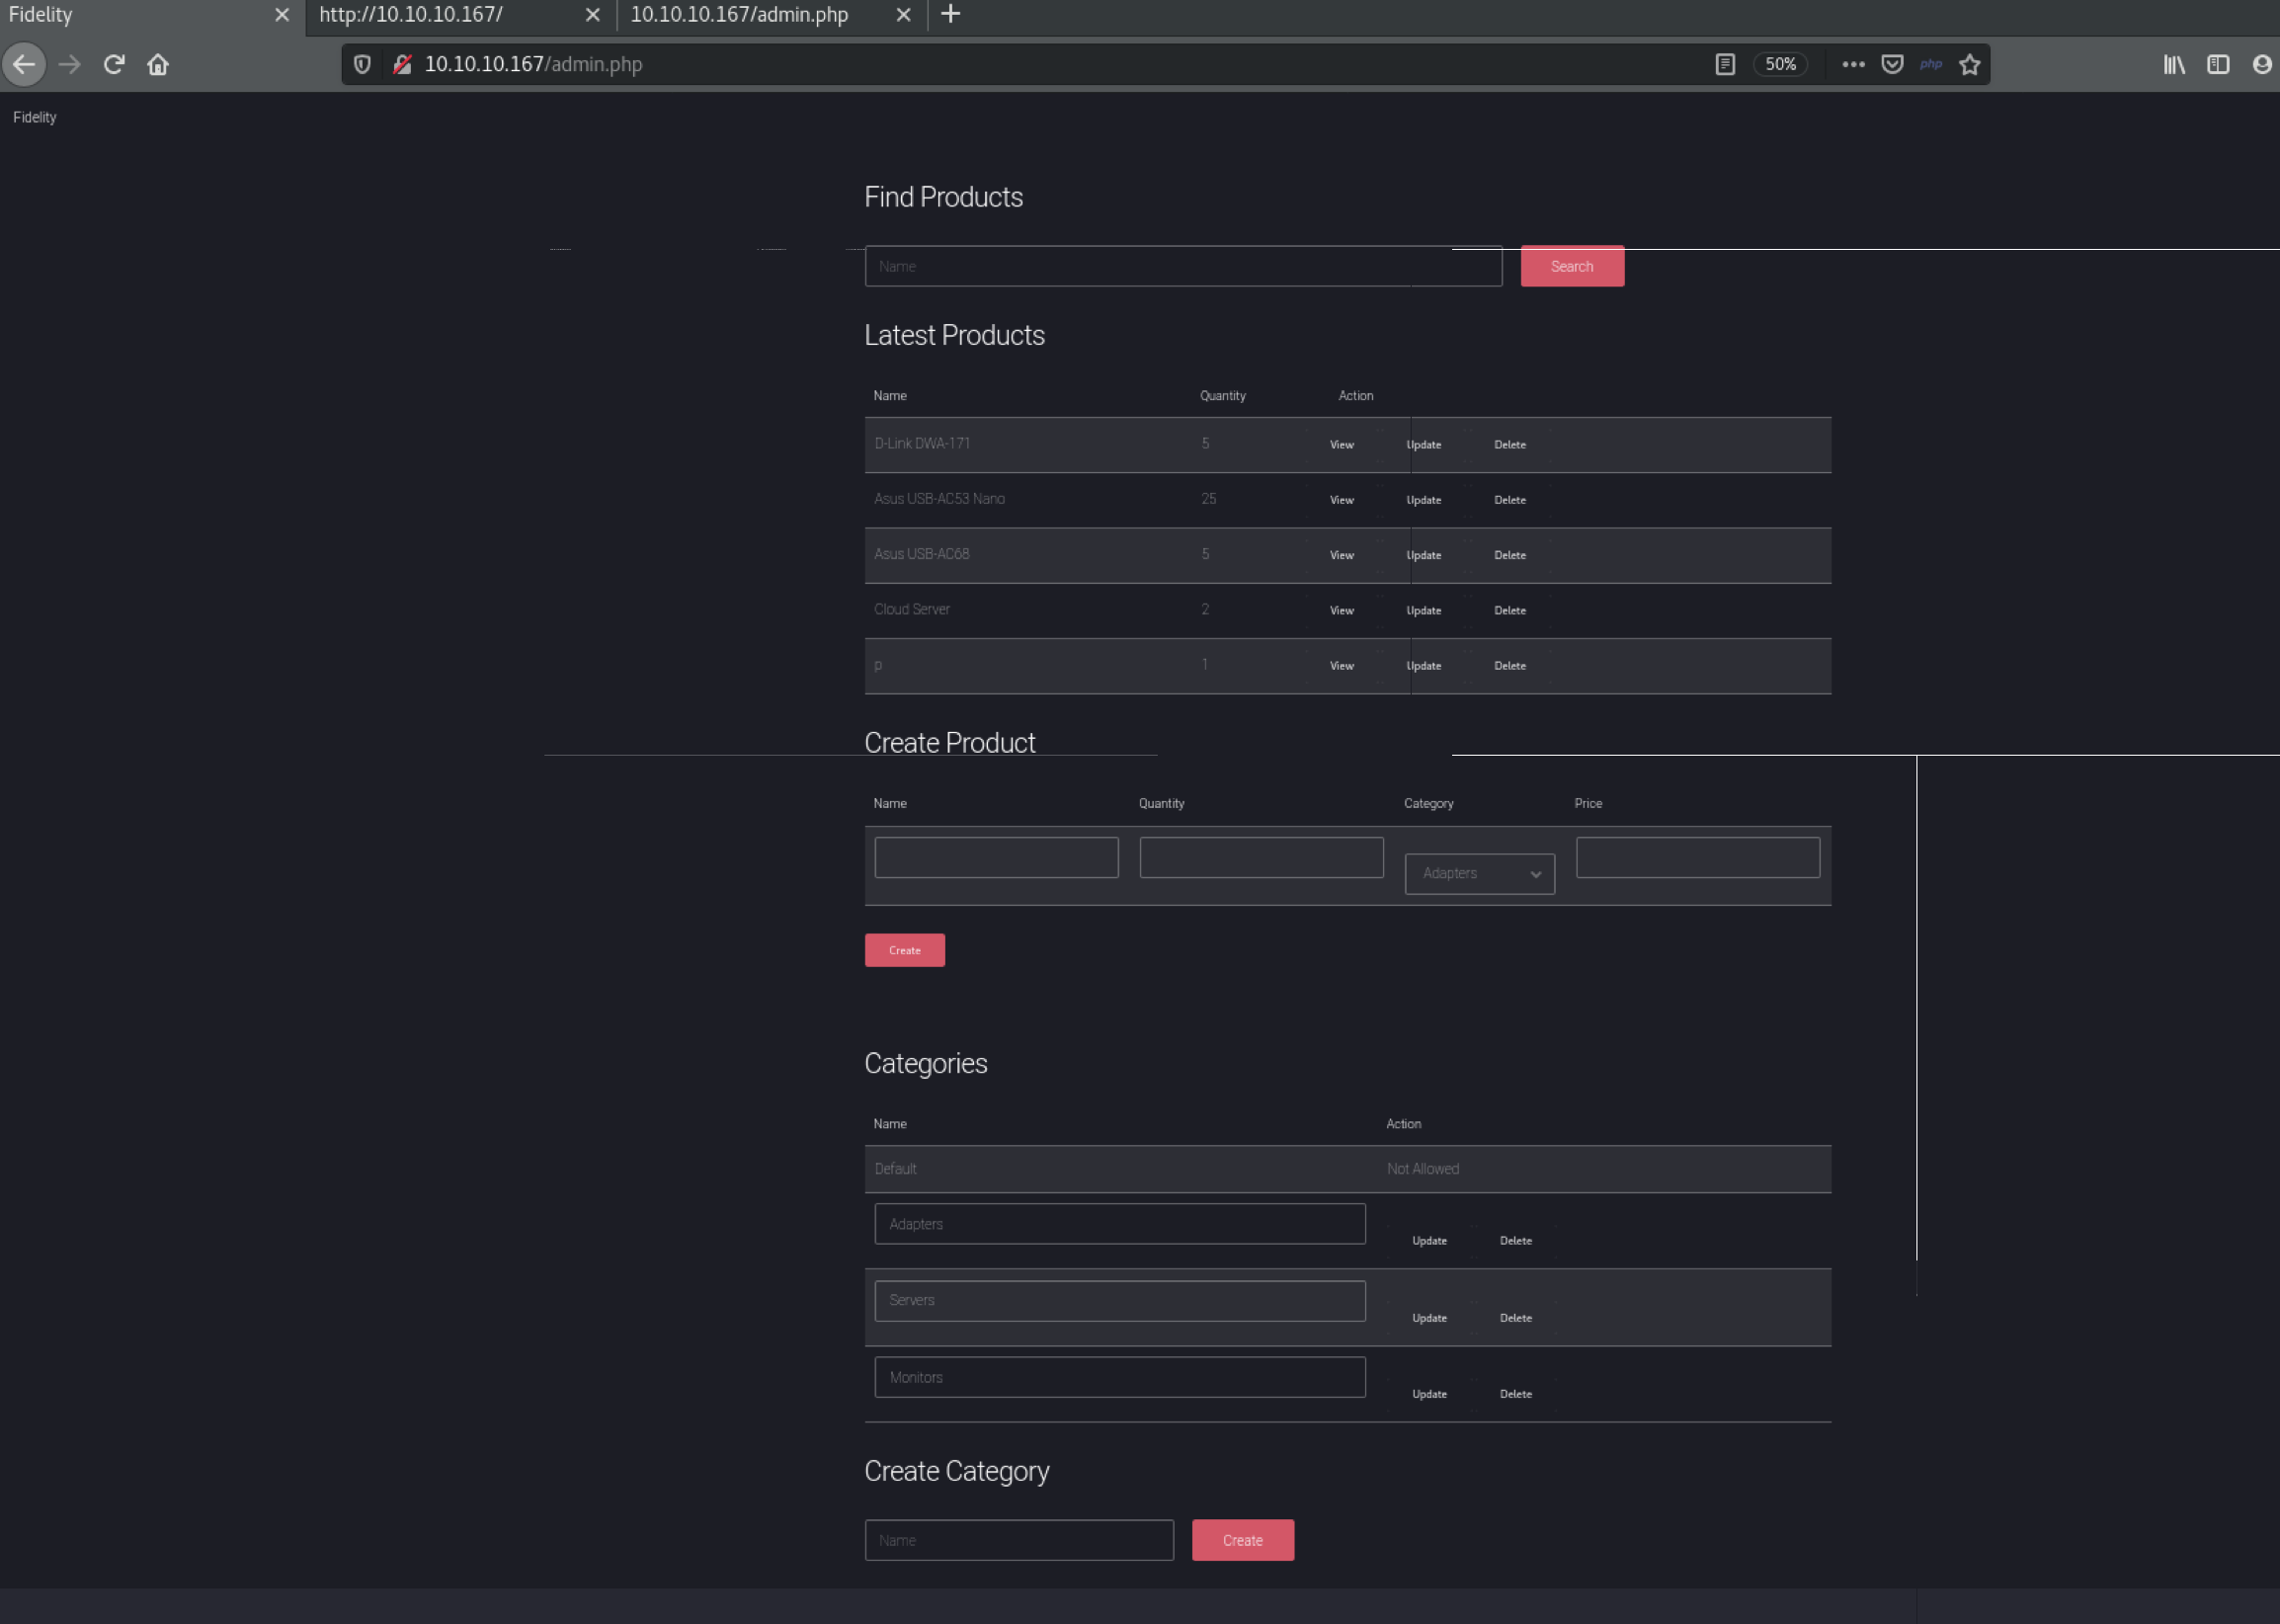 Fidelity http://10.10.10.167/ 10.10.10.167/admin.php
10.10.10.167/admin.php 50% php
Fidelity
Find Products
Name Search
Latest Products
Name Quantity Action
D-Link DWA-171 5 View Update Delete
Asus USB-AC53 Nano 25 View Update Delete
Asus USB-AC68 5 View Update Delete
Cloud Server 2 View Update Delete
p 1 View Update Delete
Create Product
Name Quantity Category Price
Adapters
Create
Categories
Name Action
Default Not Allowed
Adapters Update Delete
Servers Update Delete
Monitors Update Delete
Create Category
Name Create